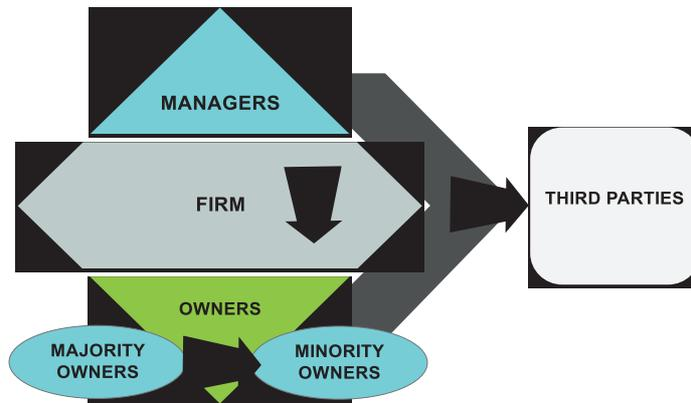 MANAGERS
FIRM
THIRD PARTIES
OWNERS
MAJORITY
OWNERS
MINORITY
OWNERS